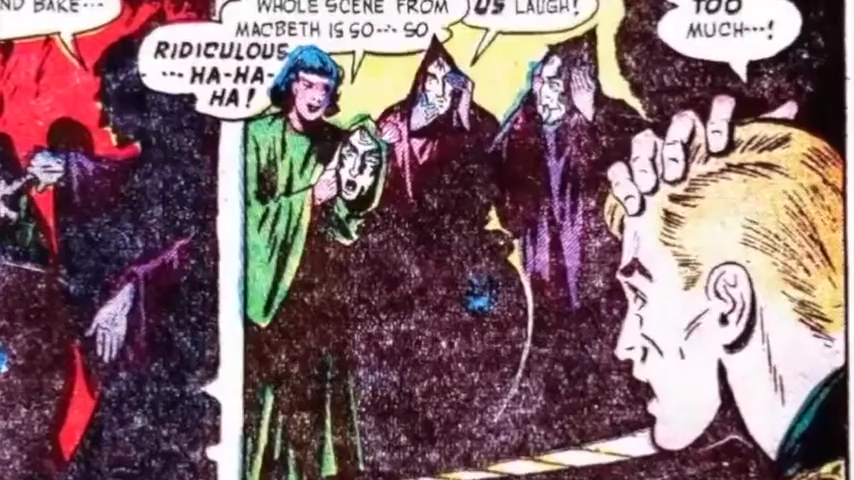 ND BAKE---
WHOLE SCENE FROM
MACBETH IS SO--- SO
RIDICULOUS
--- HA-HA-
HA!
US LAUGH!
TOO
MUCH---!